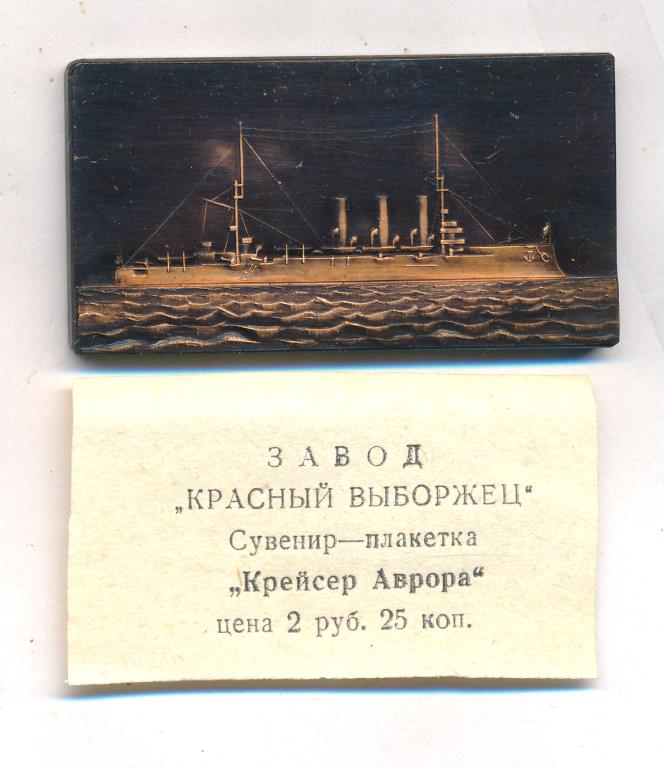 ЗАВОД
„КРАСНЫЙ ВЫБОРЖЕЦ“
Сувенир—плакетка
„Крейсер Аврора“
цена 2 руб. 25 коп.